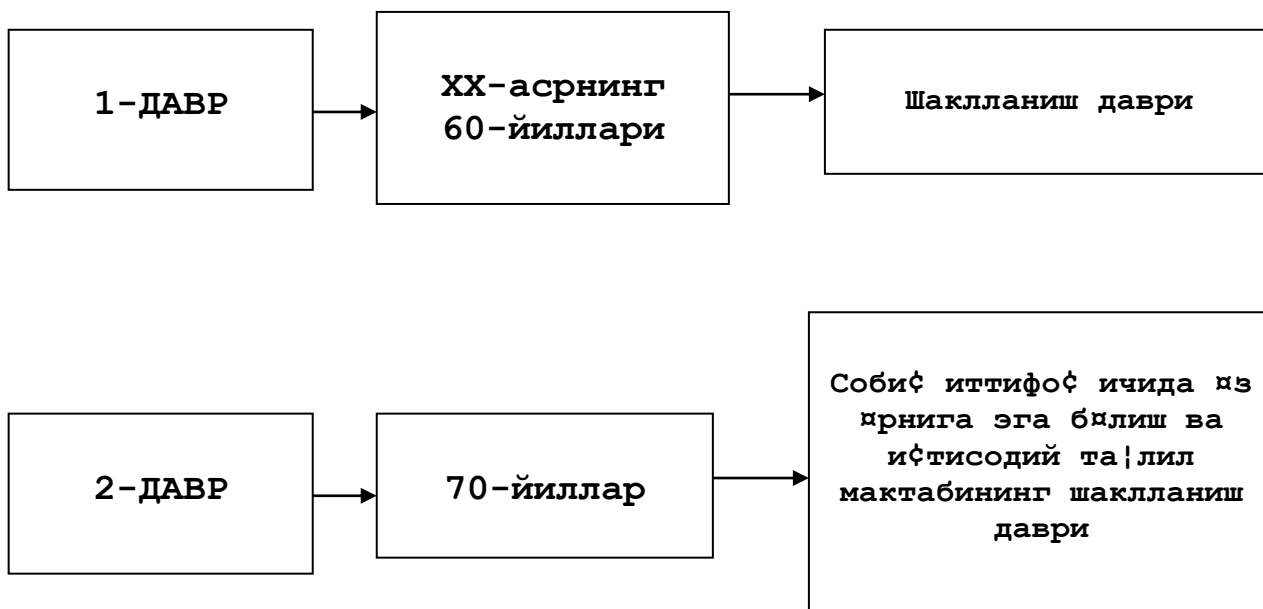 1-ДАВР
XX-асрнинг
60-йиллари
Шаклланиш даври
2-ДАВР
70-йиллар
Соби¢ иттифо¢ ичида ¤з
¤рнига эга б¤лиш ва
и¢тисодий та¦лил
мактабининг шаклланиш
даври